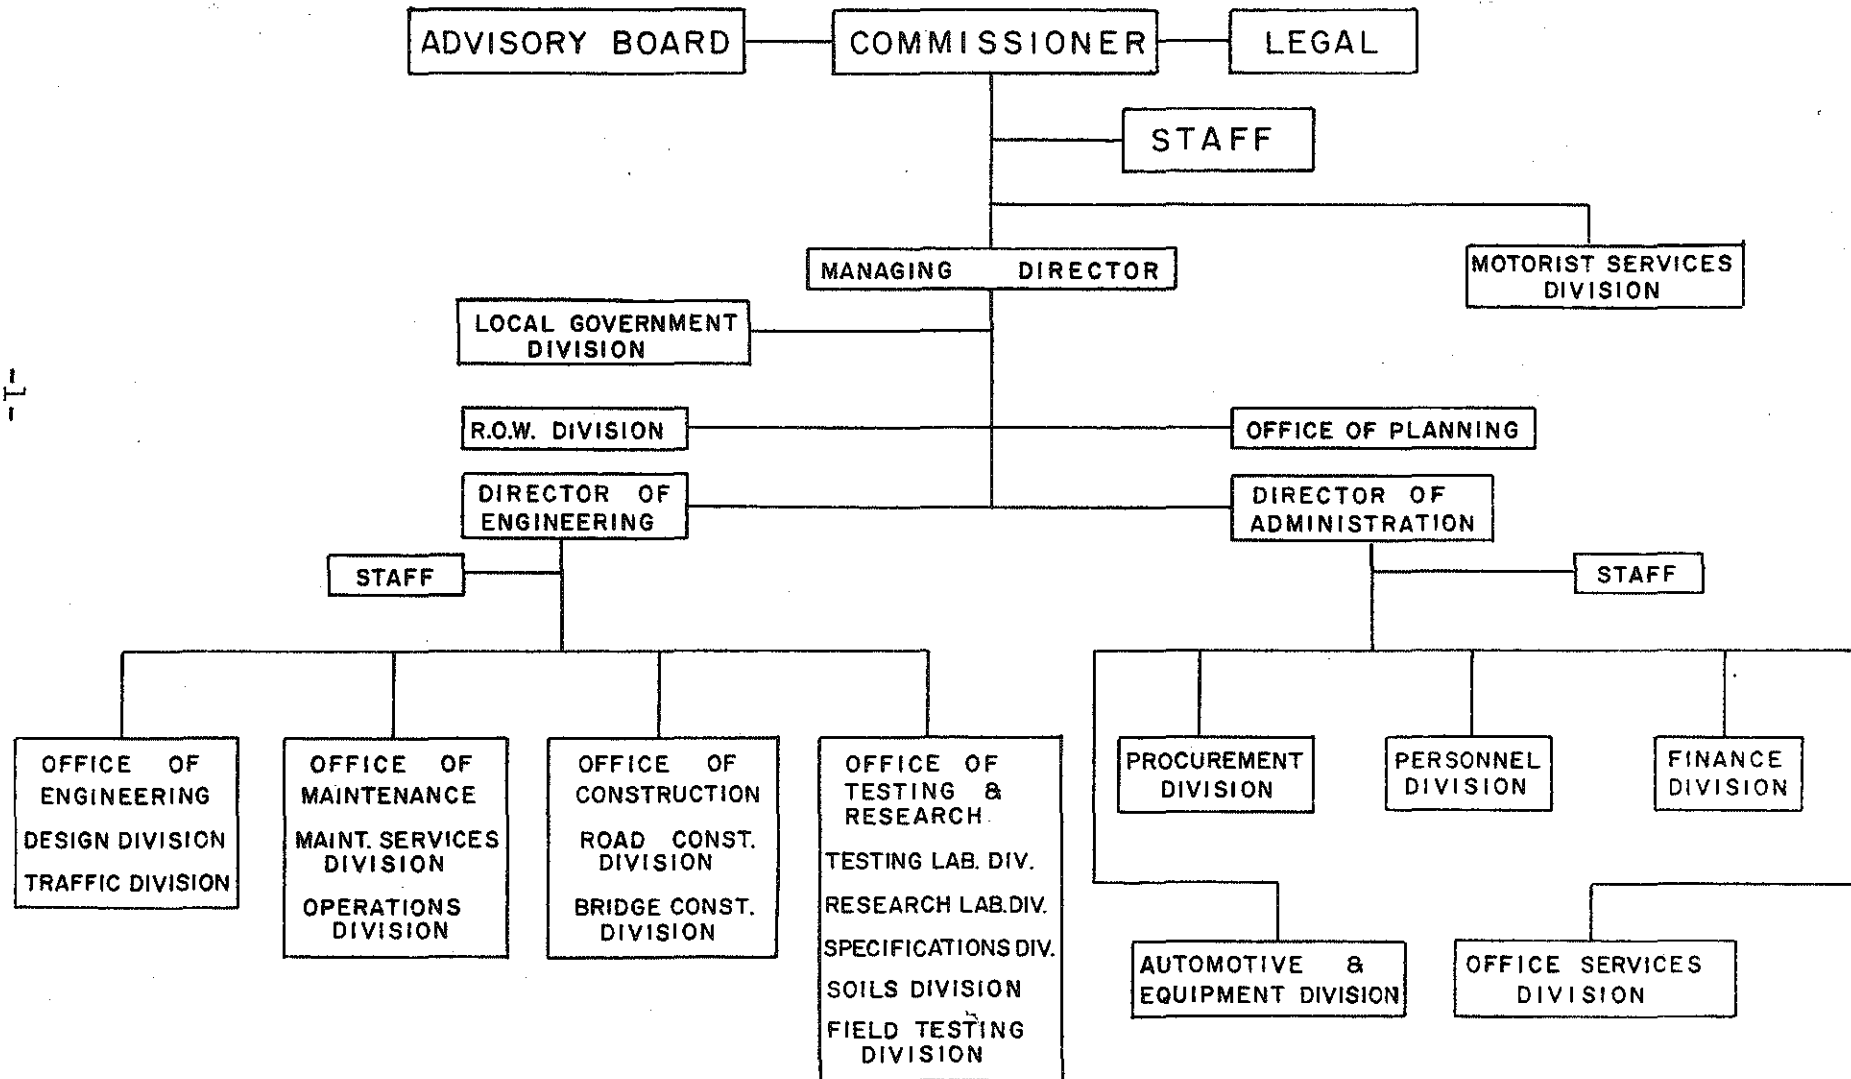 ADVISORY BOARD
COMMISSIONER
LEGAL
STAFF
MANAGING DIRECTOR
MOTORIST SERVICES
DIVISION
LOCAL GOVERNMENT
DIVISION
-1-
R.O.W. DIVISION
OFFICE OF PLANNING
DIRECTOR OF
ENGINEERING
DIRECTOR OF
ADMINISTRATION
STAFF
STAFF
OFFICE OF
ENGINEERING
DESIGN DIVISION
TRAFFIC DIVISION
OFFICE OF
MAINTENANCE
MAINT. SERVICES
DIVISION
OPERATIONS
DIVISION
OFFICE OF
CONSTRUCTION
ROAD CONST.
DIVISION
BRIDGE CONST.
DIVISION
OFFICE OF
TESTING &
RESEARCH
TESTING LAB. DIV.
RESEARCH LAB.DIV.
SPECIFICATIONS DIV.
SOILS DIVISION
FIELD TESTING
DIVISION
PROCUREMENT
DIVISION
PERSONNEL
DIVISION
FINANCE
DIVISION
AUTOMOTIVE &
EQUIPMENT DIVISION
OFFICE SERVICES
DIVISION